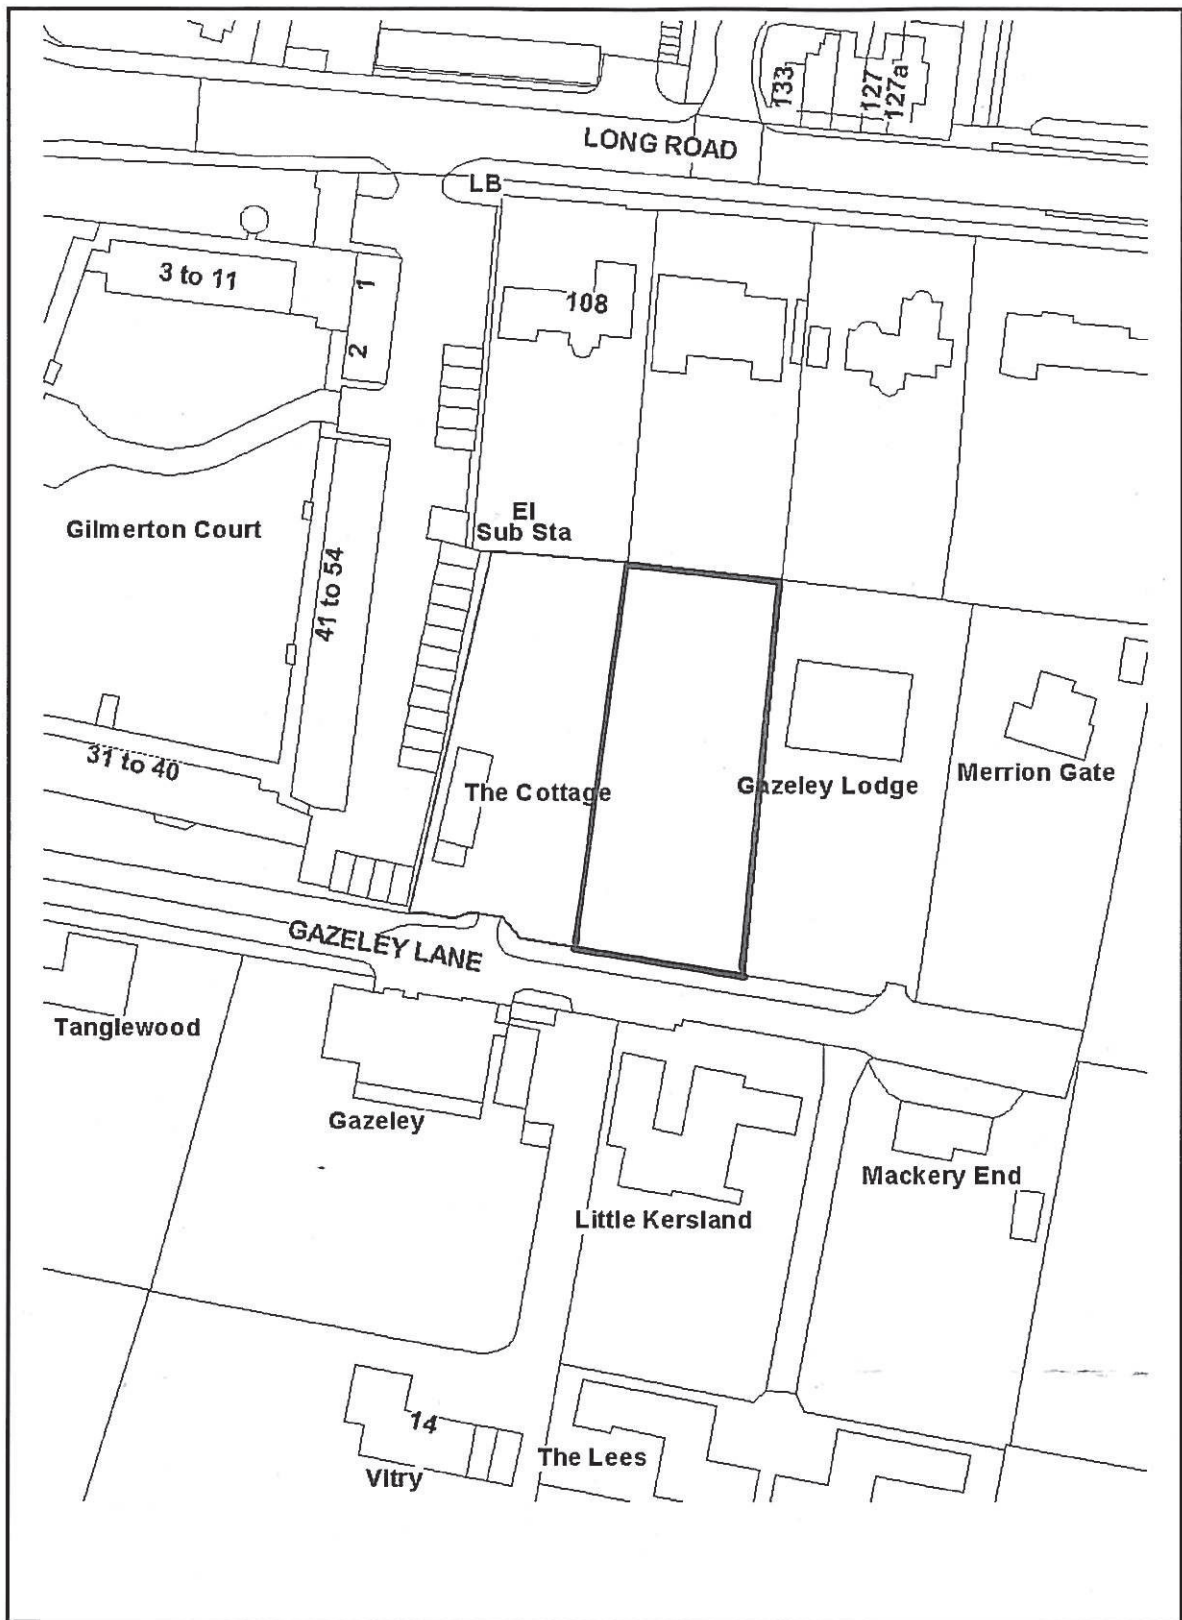 133
127
127a
LONG ROAD
LB
3 to 11
1
2
108
El
Sub Sta
Gilmerton Court
41 to 54
31 to 40
The Cottage
Gazeley Lodge
Merrion Gate
GAZELEY LANE
Tanglewood
Gazeley
Mackery End
Little Kersland
14
Vitry
The Lees